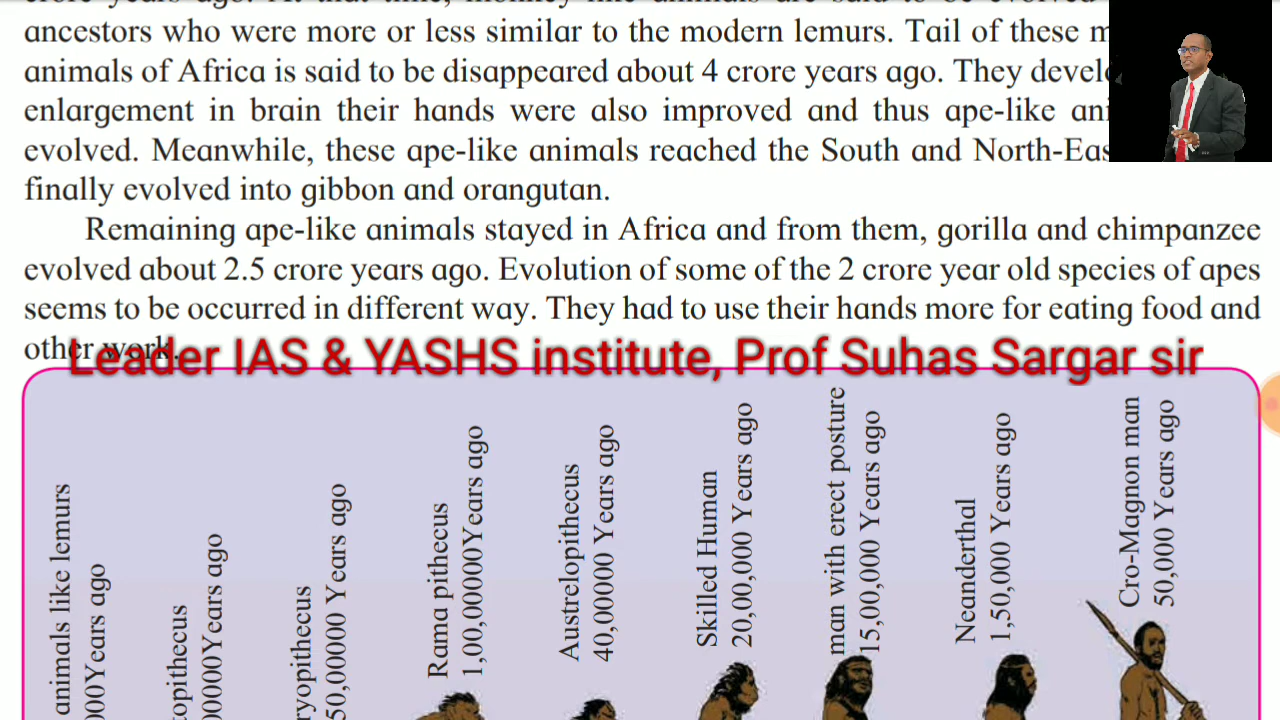 ancestors who were more or less similar to the modern lemurs. Tail of these
animals of Africa is said to be disappeared about 4 crore years ago. They
enlargement in brain their hands were also improved and thus ape-like
evolved. Meanwhile, these ape-like animals reached the South and
finally evolved into gibbon and orangutan.
Remaining ape-like animals stayed in Africa and from them, gorilla and chimpanzee
evolved about 2.5 crore years ago. Evolution of some of the 2 crore year old species of apes
seems to be occurred in different way. They had to use their hands more for eating food and
other work.
Leader IAS & YASHS institute, Prof Suhas Sargar sir
animals like lemurs
Years ago
Years ago
Years ago
Rama pithecus
1,00,00000Years ago
Austrelopithecus
40,00000 Years ago
Skilled Human
20,00,000 Years ago
man with erect posture
15,00,000 Years ago
Neanderthal
1,50,000 Years ago
Cro-Magnon man
50,000 Years ago